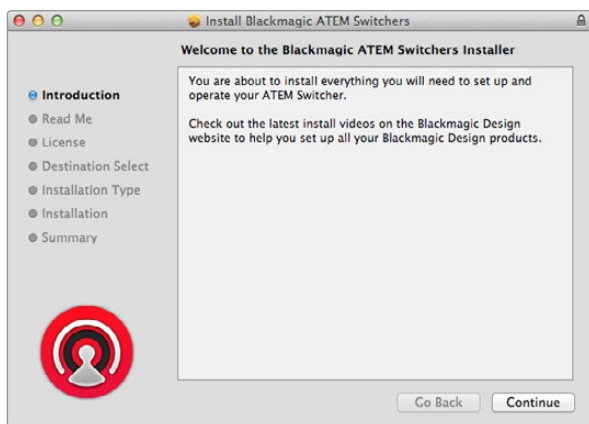 Install Blackmagic ATEM Switchers
Welcome to the Blackmagic ATEM Switchers Installer
Introduction
Read Me
License
Destination Select
Installation Type
Installation
Summary
You are about to install everything you will need to set up and
operate your ATEM Switcher.
Check out the latest install videos on the Blackmagic Design
website to help you set up all your Blackmagic Design products.
Go Back
Continue